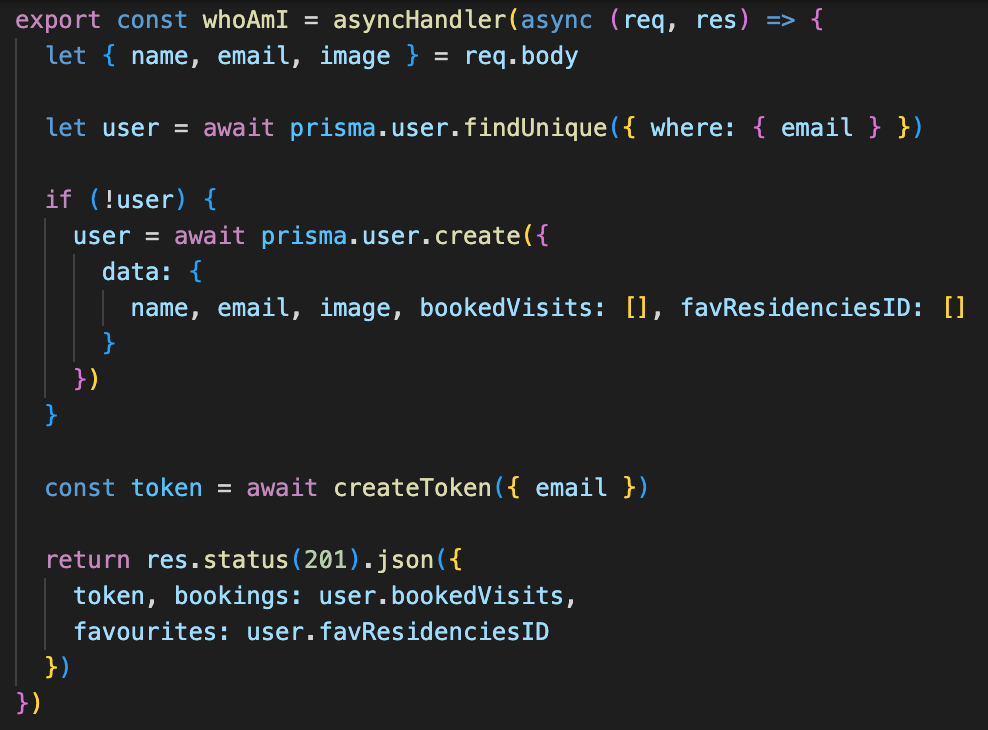 export const whoAmI = asyncHandler(async (req, res) => {
  let { name, email, image } = req.body

  let user = await prisma.user.findUnique({ where: { email } })

  if (!user) {
    user = await prisma.user.create({
      data: {
        name, email, image, bookedVisits: [], favResidenciesID: []
      }
    })
  }

  const token = await createToken({ email })

  return res.status(201).json({
    token, bookings: user.bookedVisits,
    favourites: user.favResidenciesID
  })
})